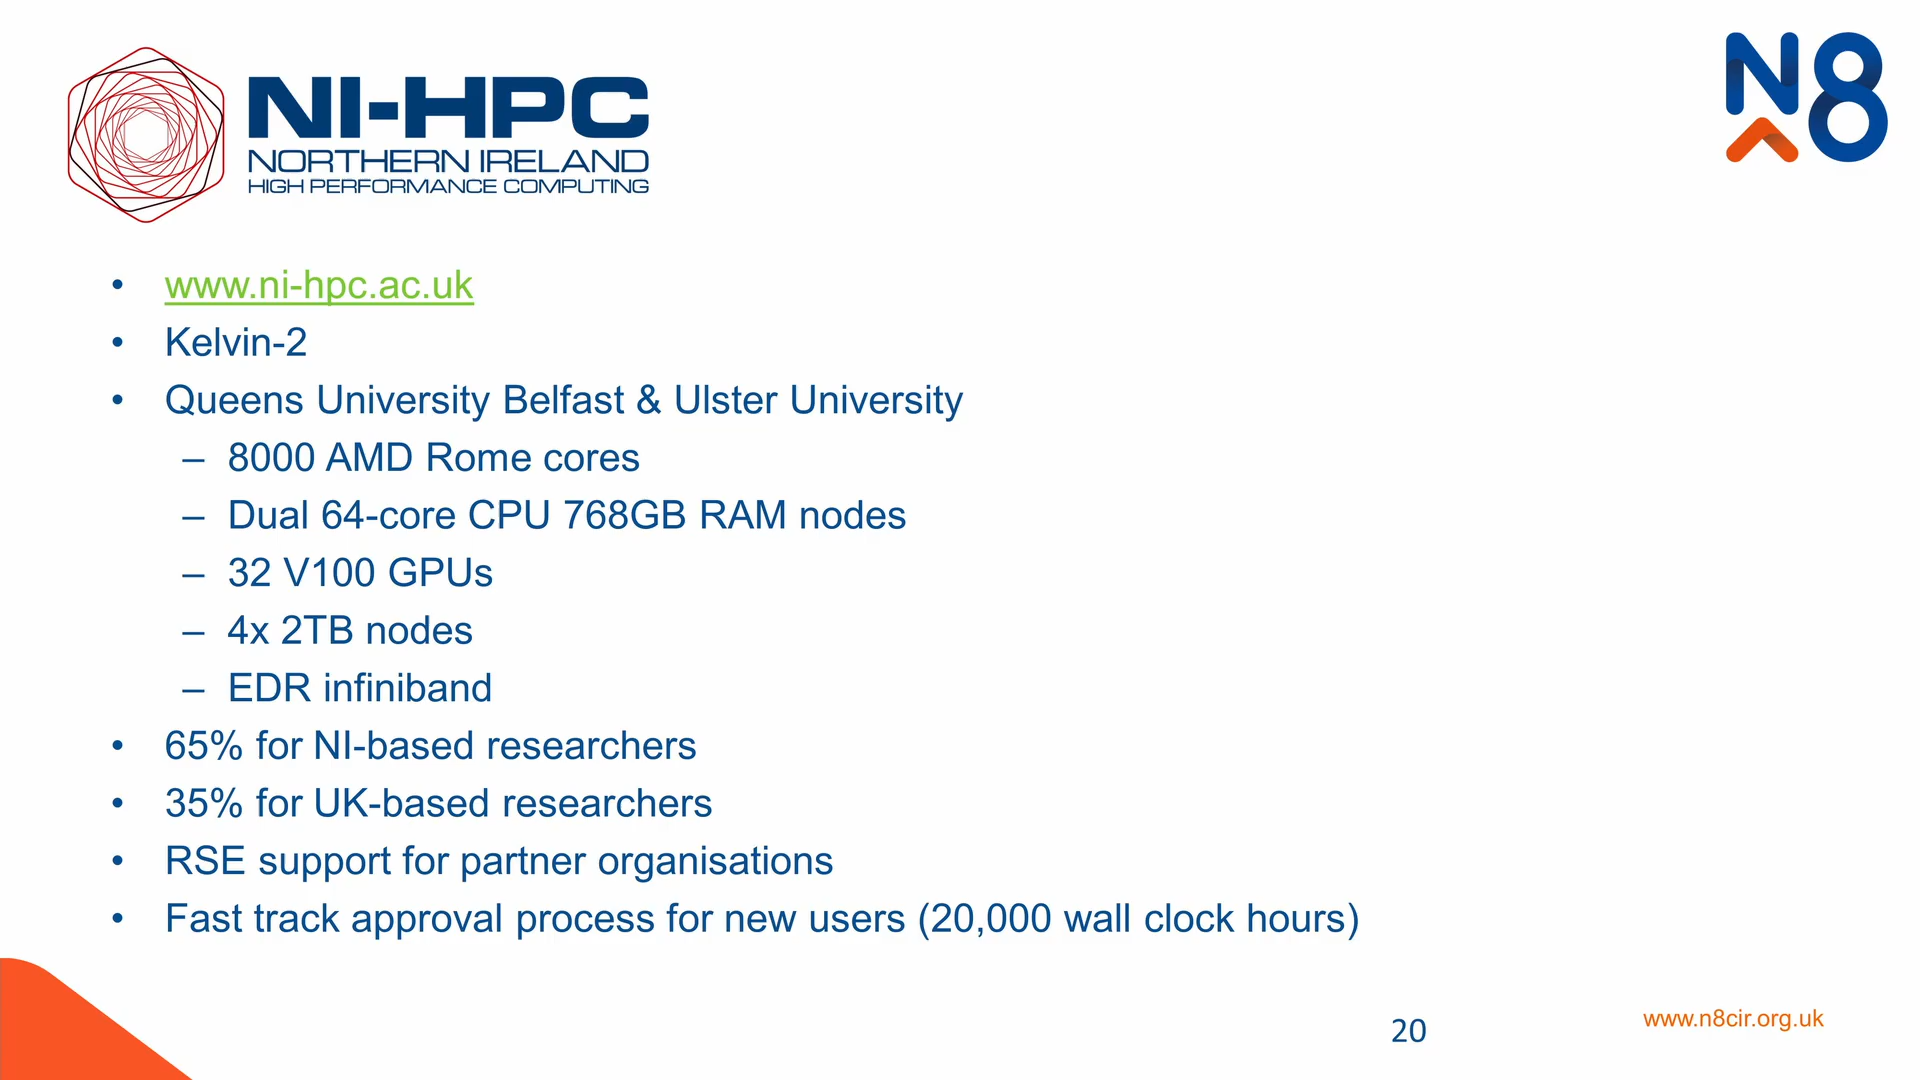 NI-HPC
NORTHERN IRELAND
HIGH PERFORMANCE COMPUTING
N8
• www.ni-hpc.ac.uk
• Kelvin-2
• Queens University Belfast & Ulster University
– 8000 AMD Rome cores
– Dual 64-core CPU 768GB RAM nodes
– 32 V100 GPUs
– 4x 2TB nodes
– EDR infiniband
• 65% for NI-based researchers
• 35% for UK-based researchers
• RSE support for partner organisations
• Fast track approval process for new users (20,000 wall clock hours)
20
www.n8cir.org.uk